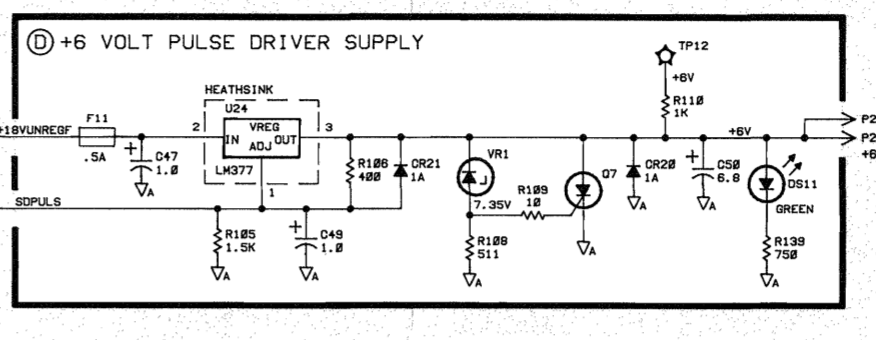 D +6 VOLT PULSE DRIVER SUPPLY
TP12
+6V
R110
1K
HEATHSINK
U24
F11
+18VUNREGF
.5A
2
IN
VREG
ADJ
OUT
3
LM377
1
+
C47
1.0
A
R106
400
CR21
1A
VR1
7.35V
R109
10
Q7
CR20
1A
A
+6V
+
C50
6.8
A
DS11
GREEN
P2
P2
+6
SDPULS
R105
1.5K
A
+
C49
1.0
A
R108
511
A
A
R139
750
A